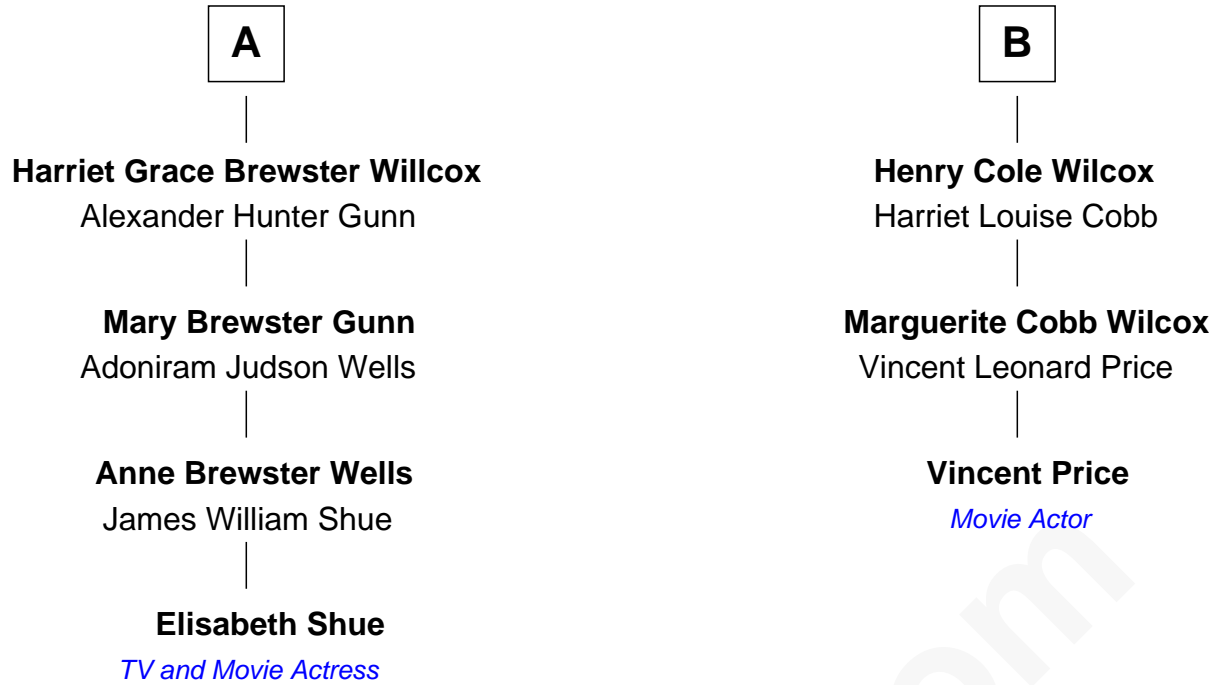 A
Harriet Grace Brewster Willcox
Alexander Hunter Gunn
Mary Brewster Gunn
Adoniram Judson Wells
Anne Brewster Wells
James William Shue
Elisabeth Shue
TV and Movie Actress
B
Henry Cole Wilcox
Harriet Louise Cobb
Marguerite Cobb Wilcox
Vincent Leonard Price
Vincent Price
Movie Actor
om